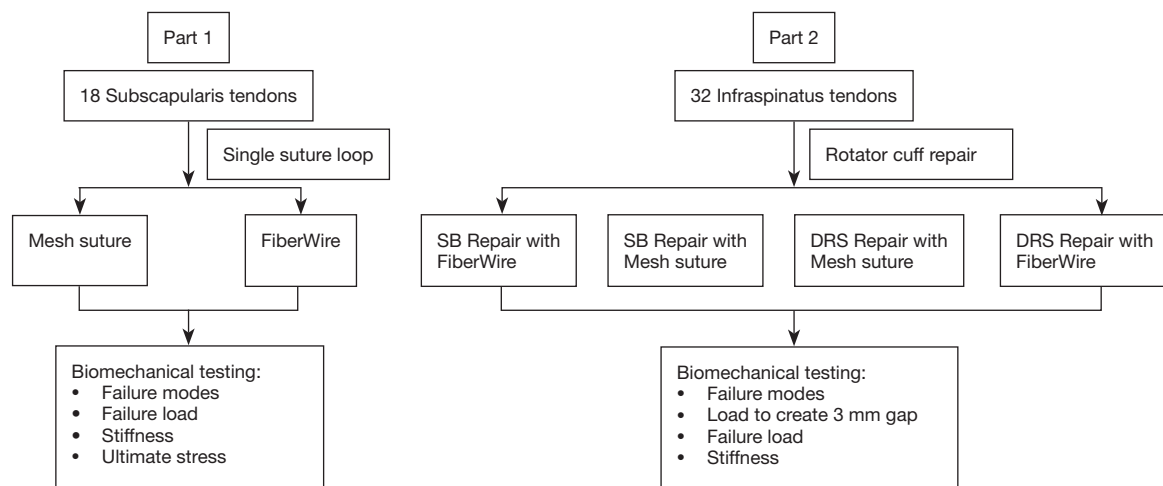 Part 1
18 Subscapularis tendons
Single suture loop
Mesh suture
FiberWire
Biomechanical testing:
• Failure modes
• Failure load
• Stiffness
• Ultimate stress
Part 2
32 Infraspinatus tendons
Rotator cuff repair
SB Repair with
FiberWire
SB Repair with
Mesh suture
DRS Repair with
Mesh suture
DRS Repair with
FiberWire
Biomechanical testing:
• Failure modes
• Load to create 3 mm gap
• Failure load
• Stiffness